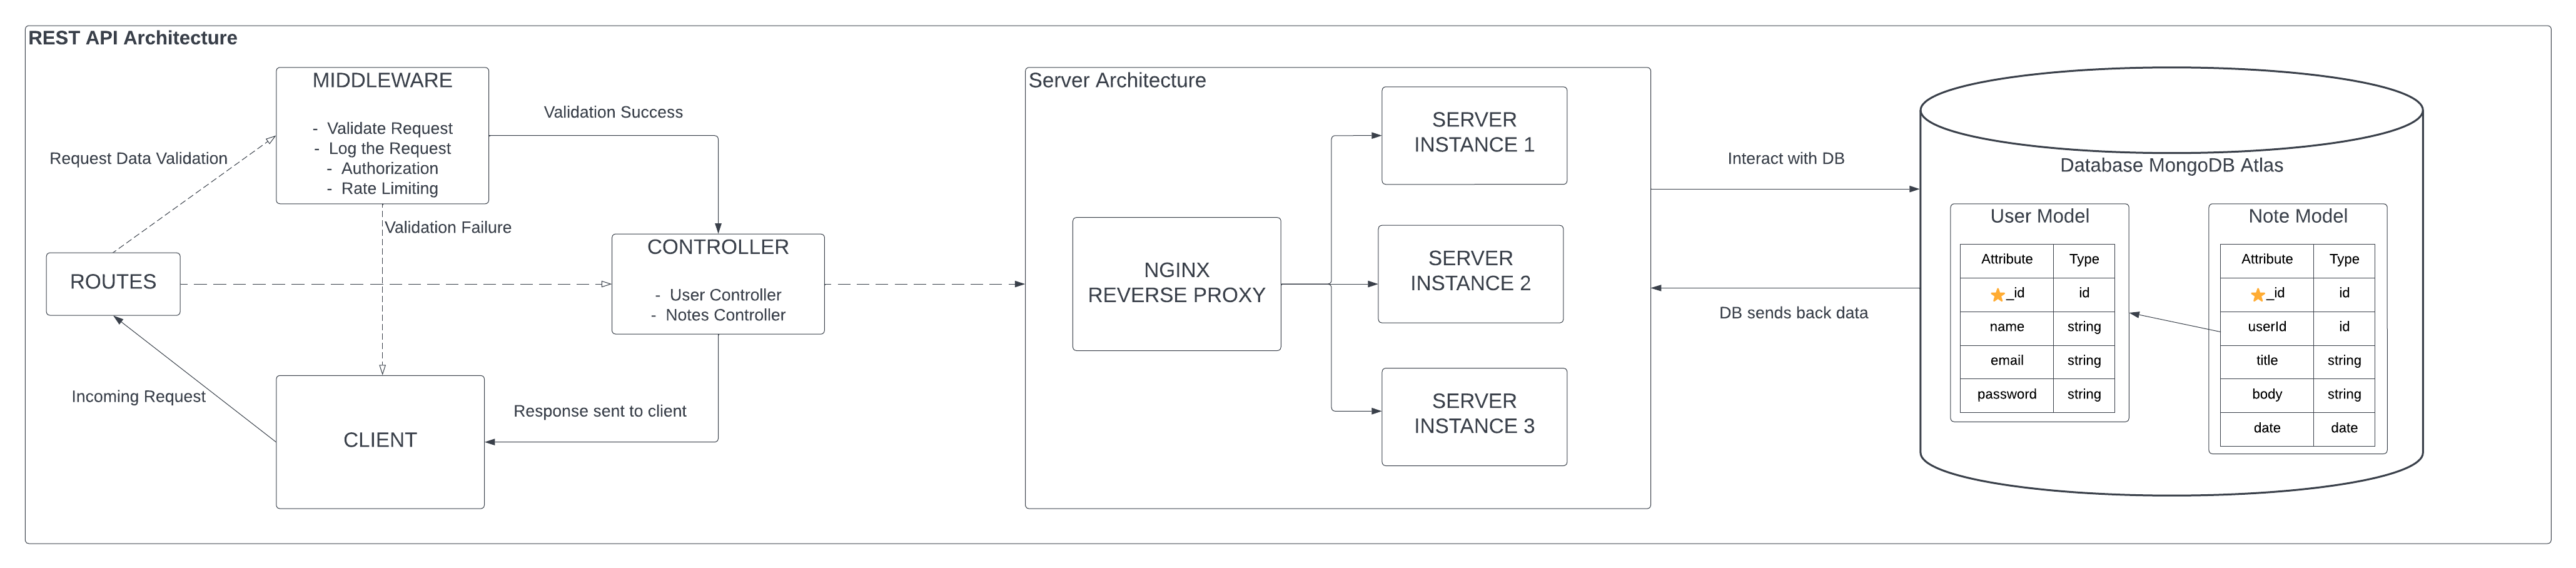 REST API Architecture
MIDDLEWARE
- Validate Request
- Log the Request
- Authorization
- Rate Limiting
Request Data Validation
Validation Success
Validation Failure
ROUTES
CONTROLLER
- User Controller
- Notes Controller
Incoming Request
CLIENT
Response sent to client
Server Architecture
NGINX
REVERSE PROXY
SERVER
INSTANCE 1
SERVER
INSTANCE 2
SERVER
INSTANCE 3
Interact with DB
DB sends back data
Database MongoDB Atlas
User Model
Attribute Type
_id id
name string
email string
password string
Note Model
Attribute Type
_id id
userId id
title string
body string
date date